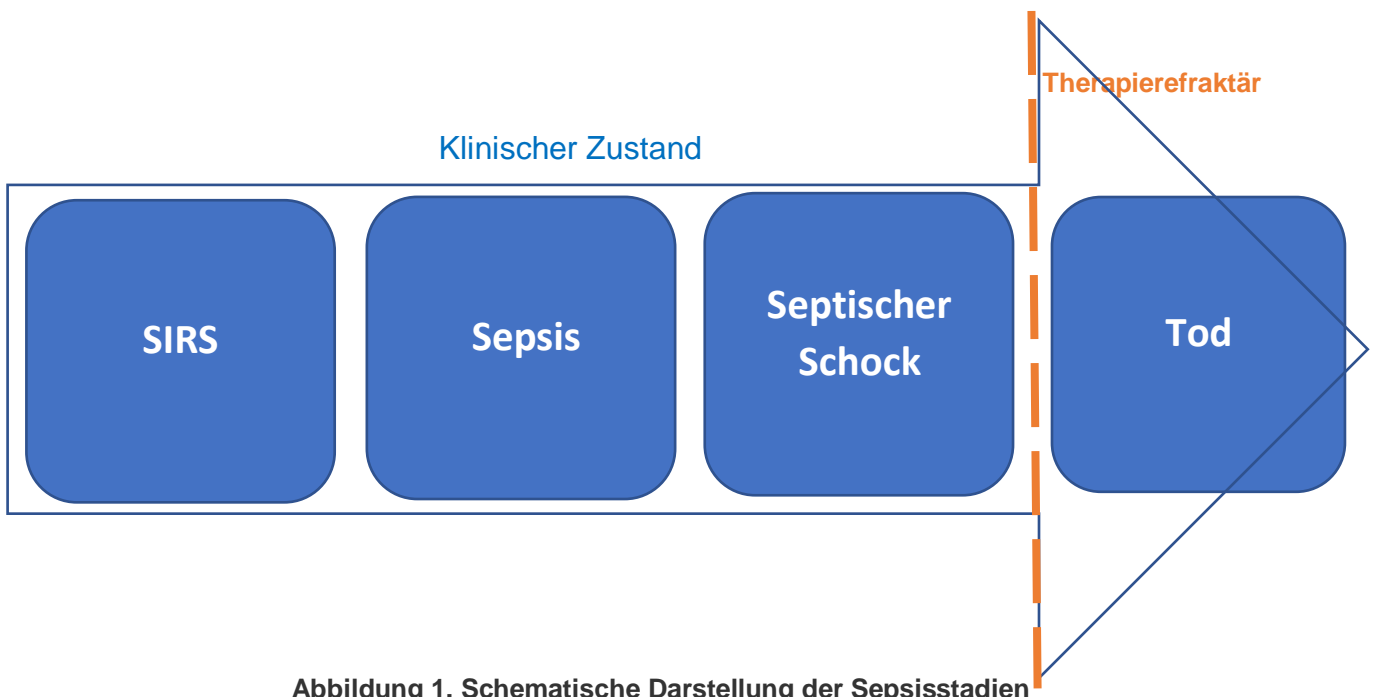 Therapierefraktär
Klinischer Zustand
SIRS
Sepsis
Septischer
Schock
Tod
Abbildung 1. Schematische Darstellung der Sepsisstadien